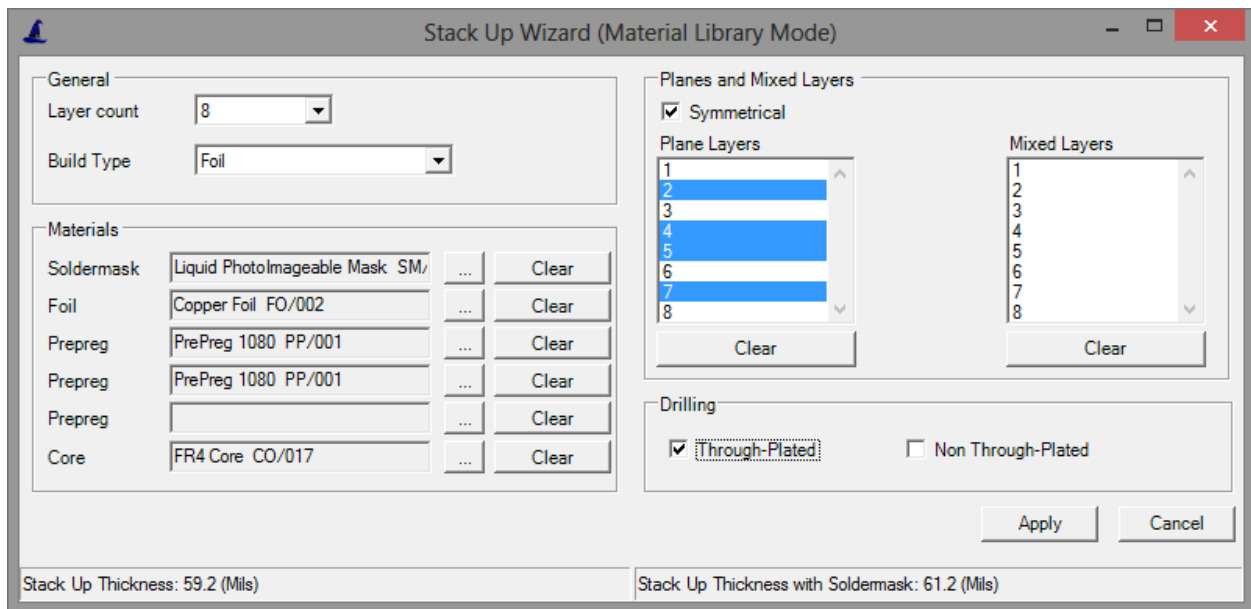 Stack Up Wizard (Material Library Mode)
General
Layer count 8
Build Type Foil
Materials
Soldermask Liquid PhotoImageable Mask SM/ ... Clear
Foil Copper Foil FO/002 ... Clear
Prepreg PrePreg 1080 PP/001 ... Clear
Prepreg PrePreg 1080 PP/001 ... Clear
Prepreg ... Clear
Core FR4 Core CO/017 ... Clear
Planes and Mixed Layers
Symmetrical
Plane Layers
1
2
3
4
5
6
7
8
Clear
Mixed Layers
1
2
3
4
5
6
7
8
Clear
Drilling
Through-Plated Non Through-Plated
Apply Cancel
Stack Up Thickness: 59.2 (Mils) Stack Up Thickness with Soldermask: 61.2 (Mils)